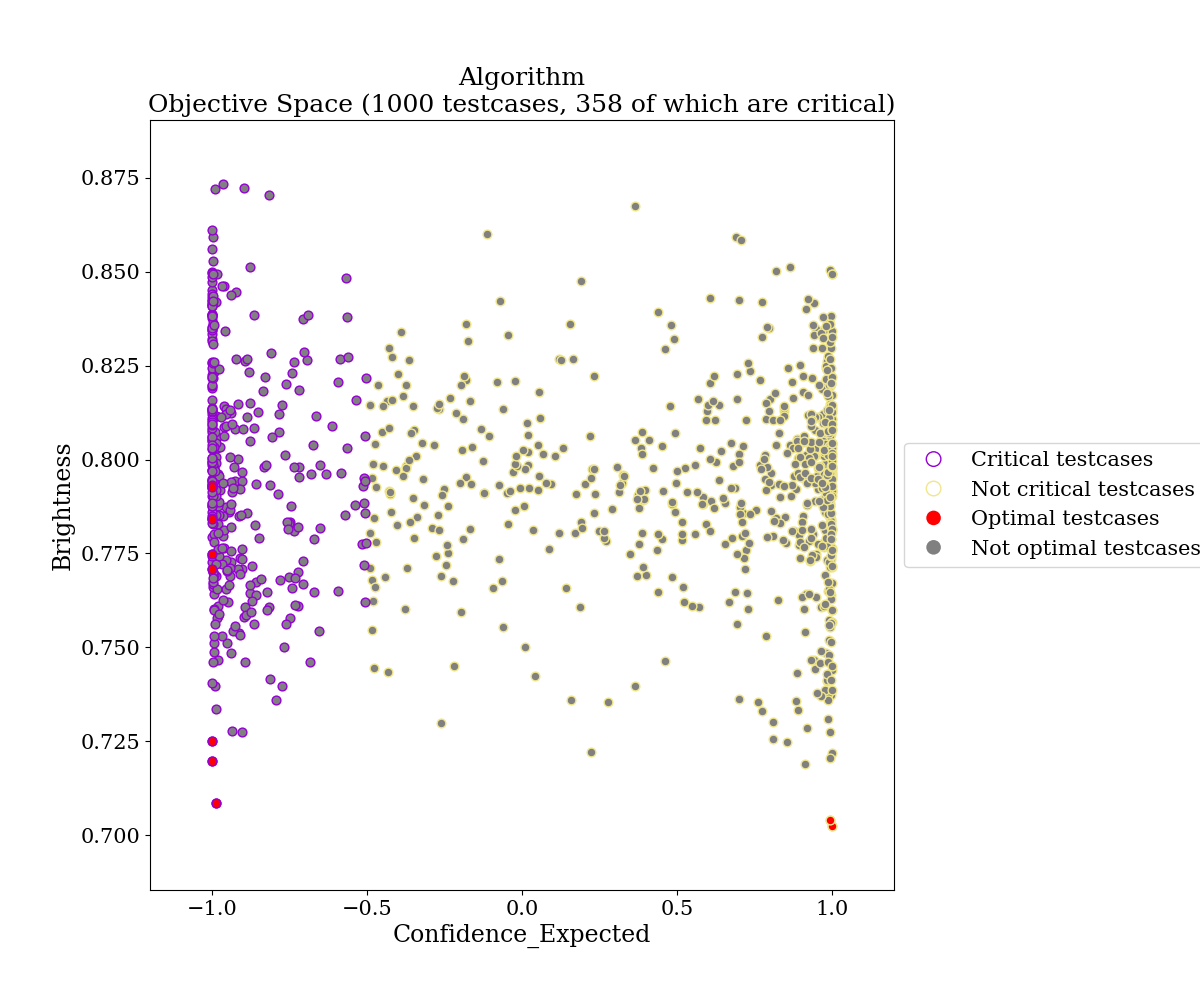 Algorithm
Objective Space (1000 testcases, 358 of which are critical)
Brightness
0.875
0.850
0.825
0.800
0.775
0.750
0.725
0.700
−1.0
−0.5
0.0
0.5
1.0
Confidence_Expected
Critical testcases
Not critical testcases
Optimal testcases
Not optimal testcases